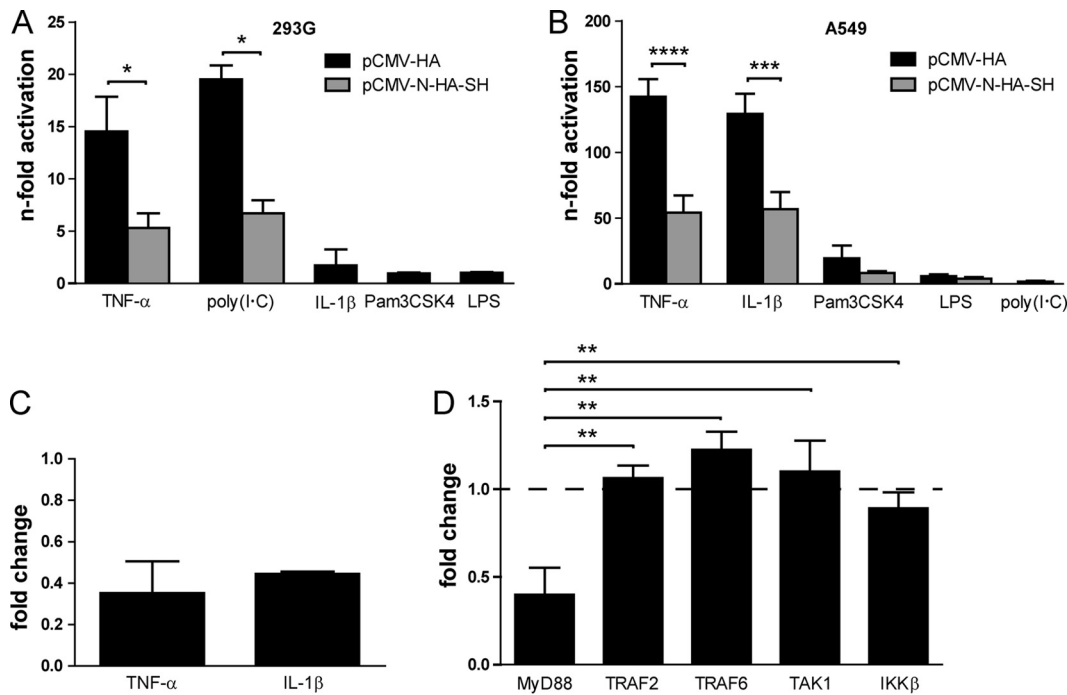 A
293G
n-fold activation
25
20
15
10
5
0
*
*
pCMV-HA
pCMV-N-HA-SH
TNF-α
poly(I·C)
IL-1β
Pam3CSK4
LPS
B
A549
n-fold activation
200
150
100
50
0
****
***
pCMV-HA
pCMV-N-HA-SH
TNF-α
IL-1β
Pam3CSK4
LPS
poly(I·C)
C
fold change
1.0
0.8
0.6
0.4
0.2
0.0
TNF-α
IL-1β
D
fold change
1.5
1.0
0.5
0.0
**
**
**
**
MyD88
TRAF2
TRAF6
TAK1
IKKβ